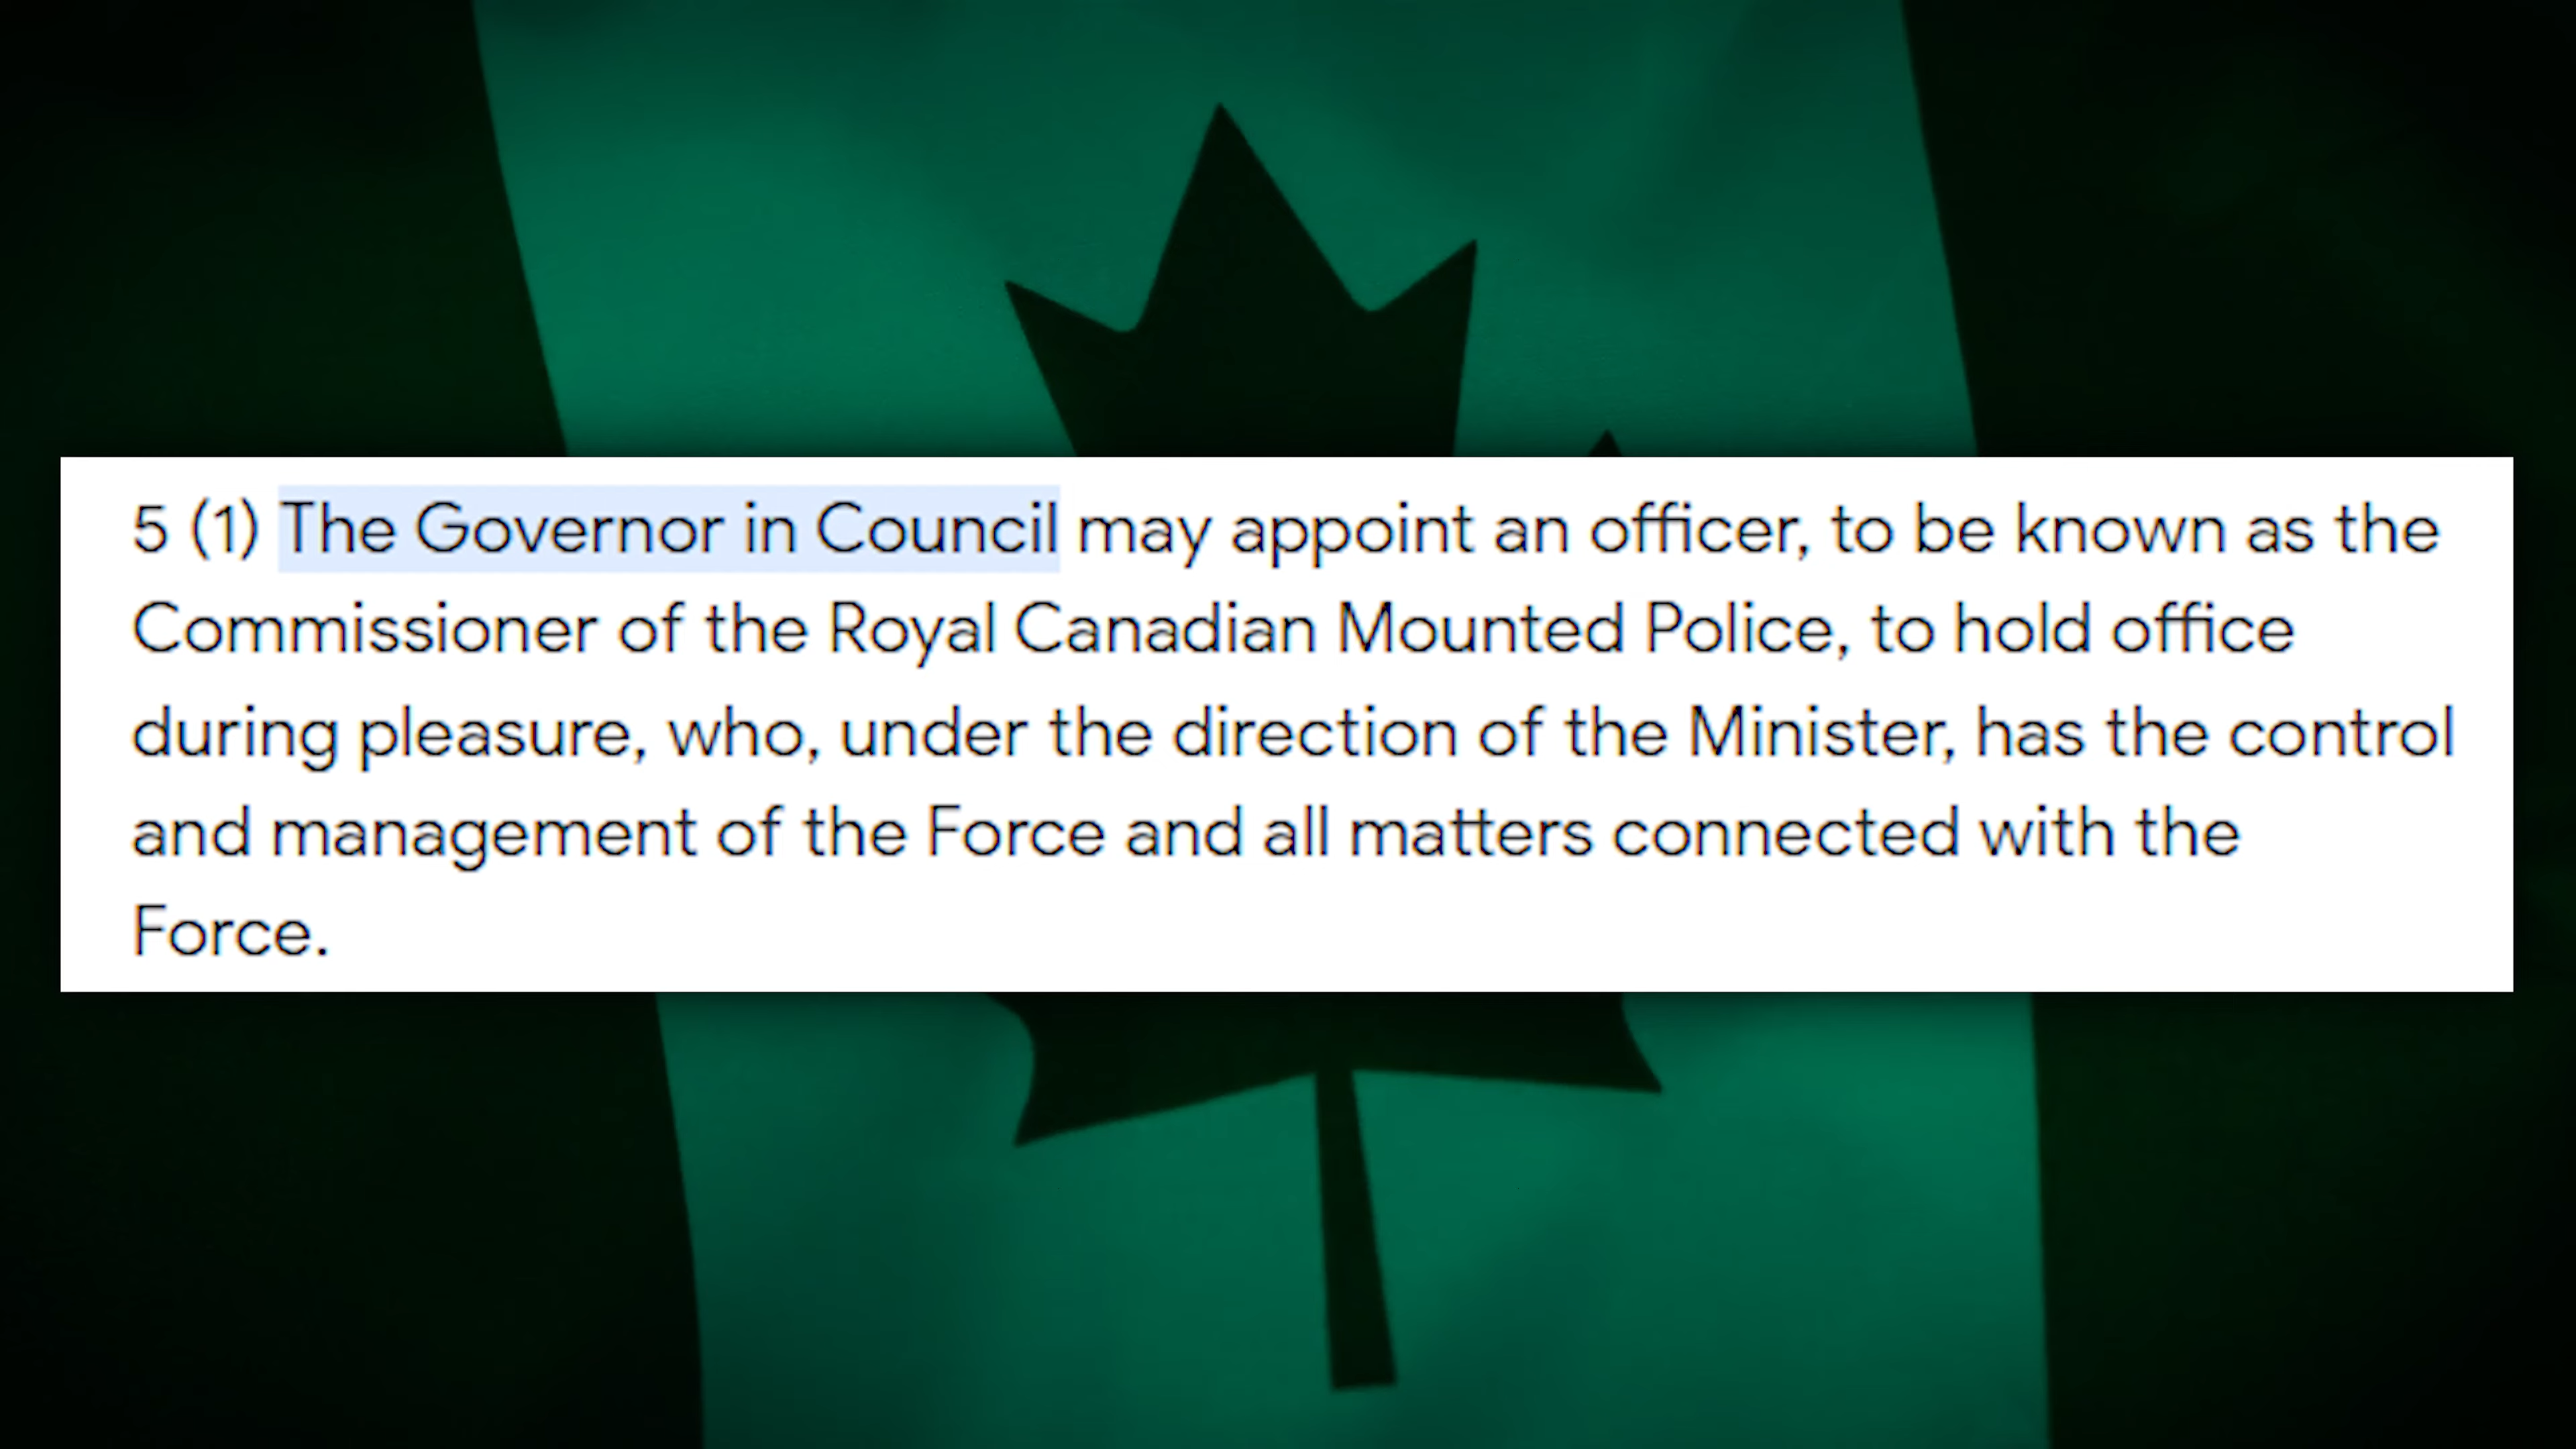 5 (1) The Governor in Council may appoint an officer, to be known as the
Commissioner of the Royal Canadian Mounted Police, to hold office
during pleasure, who, under the direction of the Minister, has the control
and management of the Force and all matters connected with the
Force.